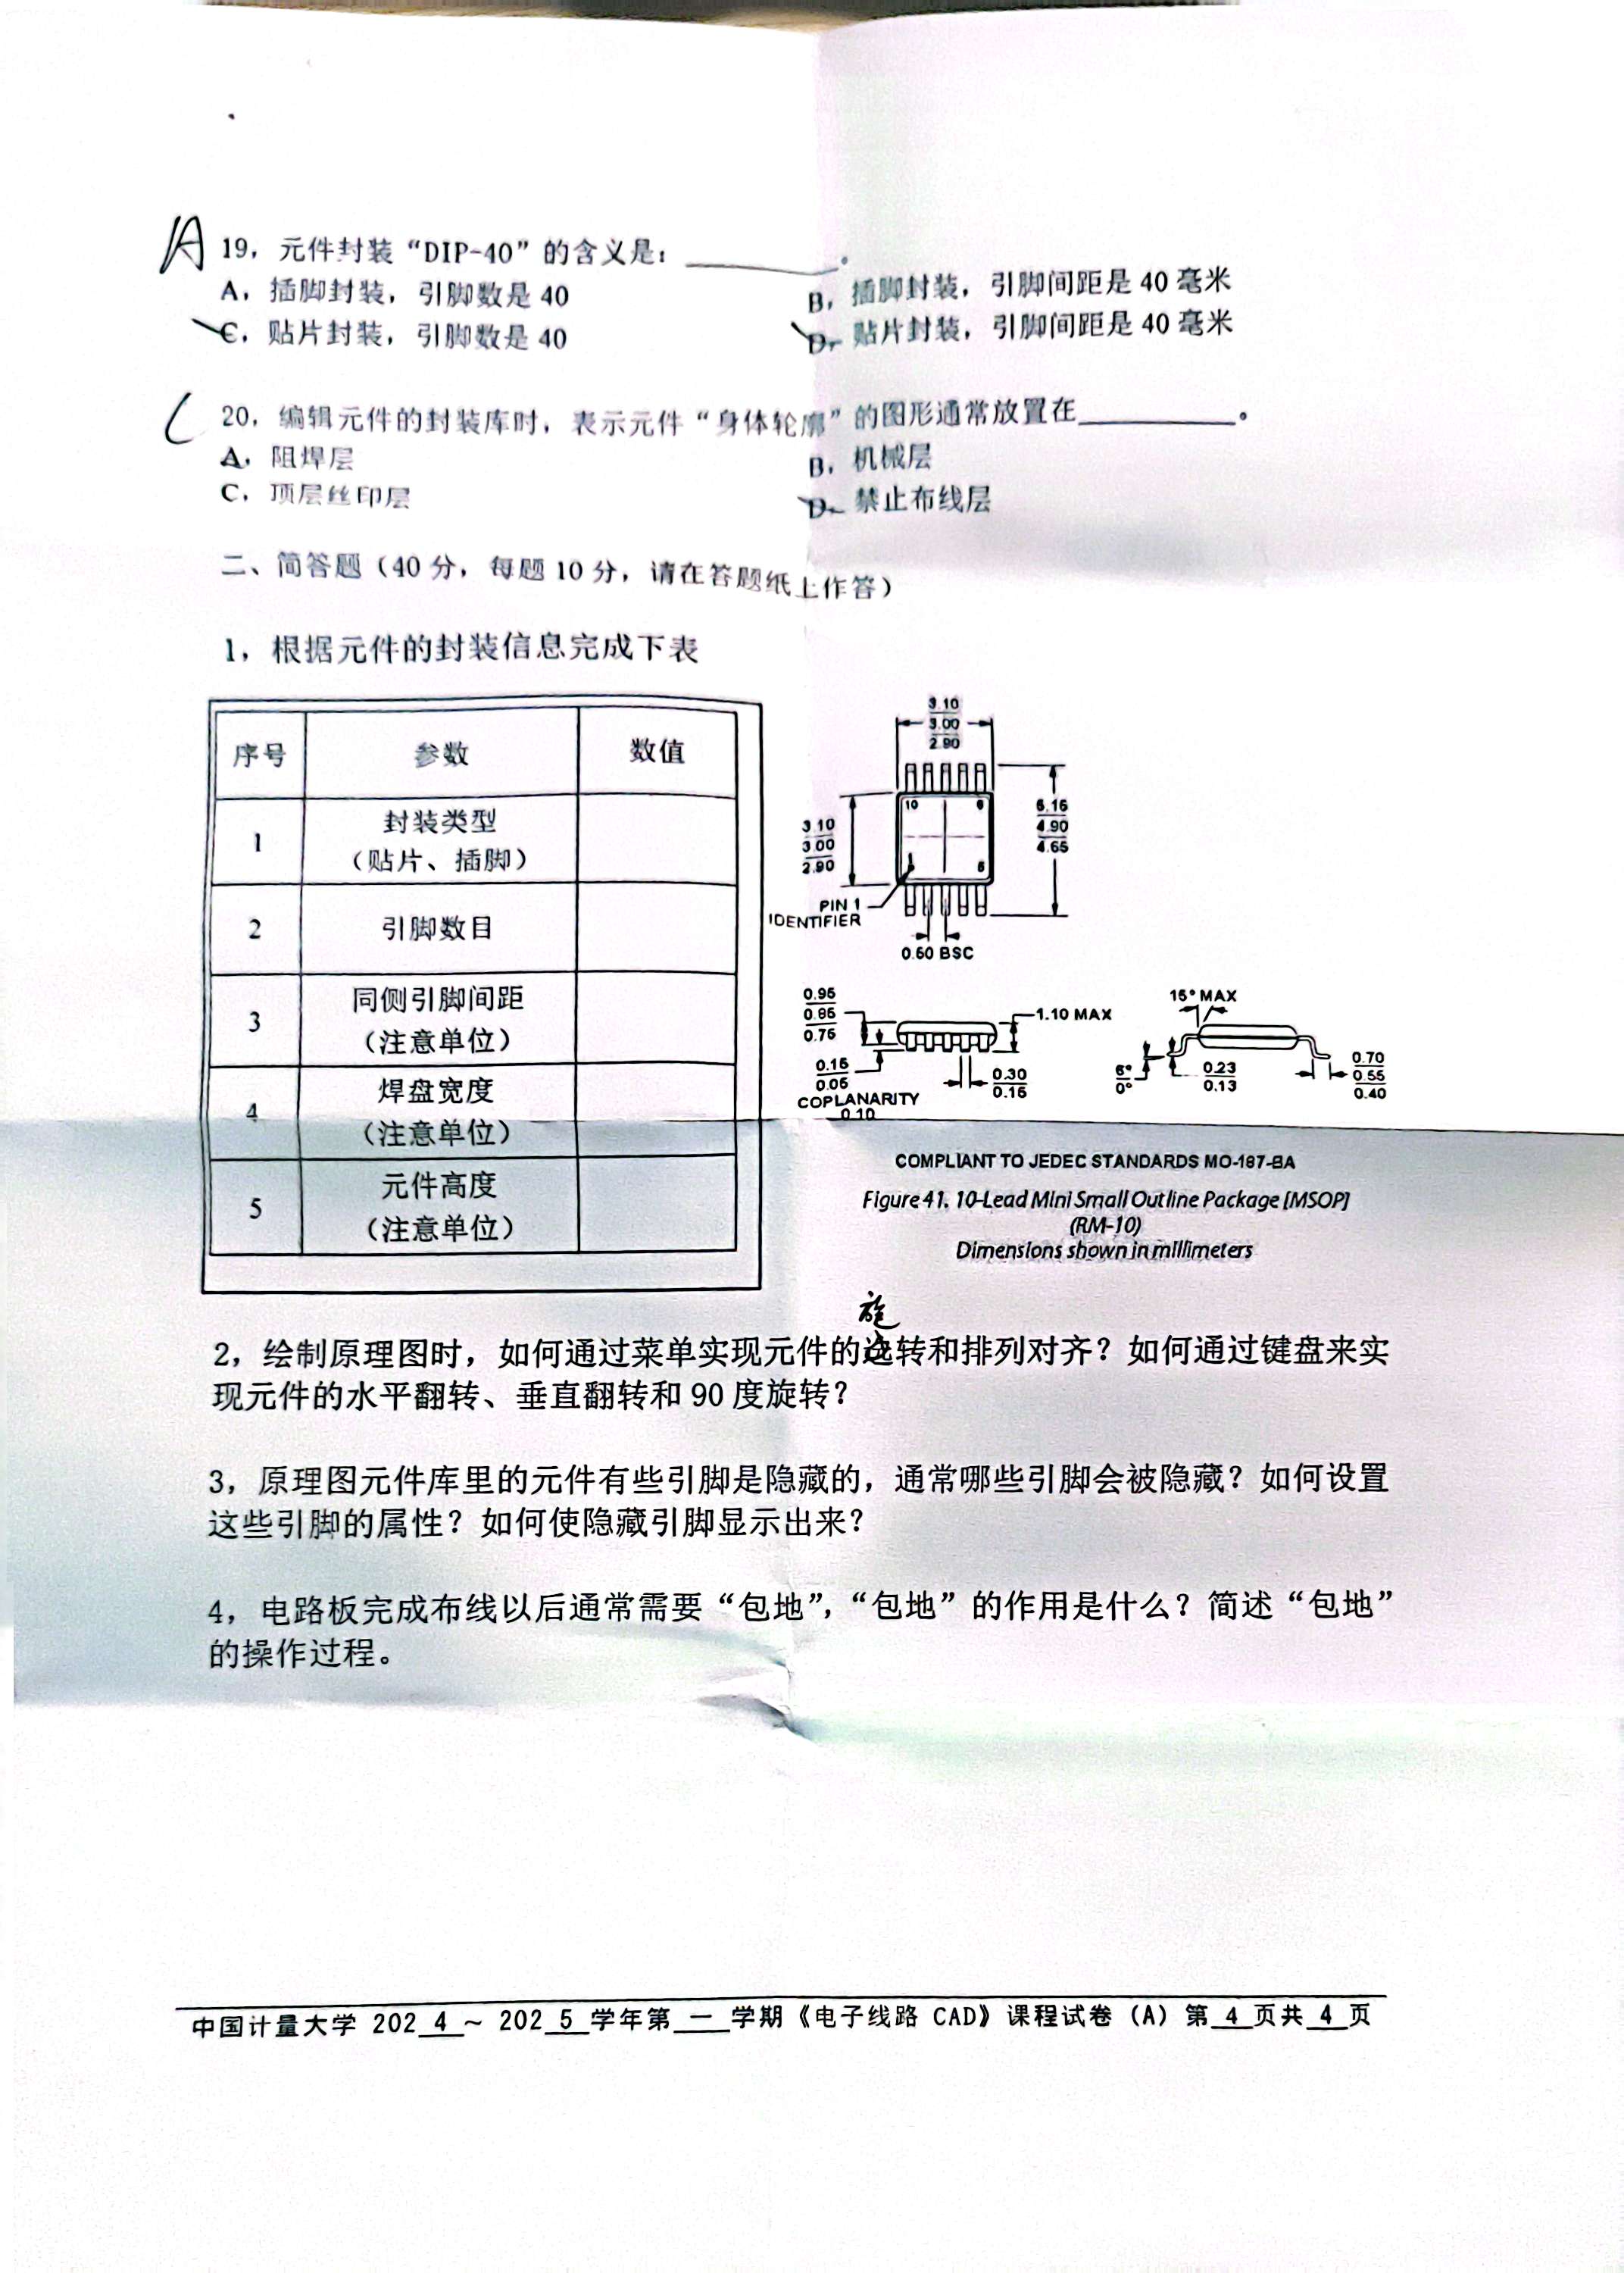 A 19，元件封装“DIP-40”的含义是：________。
A，插脚封装，引脚数是 40
B，插脚封装，引脚间距是 40 毫米
C，贴片封装，引脚数是 40
D，贴片封装，引脚间距是 40 毫米
C 20，编辑元件的封装库时，表示元件“身体轮廓”的图形通常放置在________。
A，阻焊层
B，机械层
C，顶层丝印层
D，禁止布线层
二、简答题（40 分，每题 10 分，请在答题纸上作答）
1，根据元件的封装信息完成下表
序号 参数 数值
1 封装类型
（贴片、插脚）
2 引脚数目
3 同侧引脚间距
（注意单位）
4 焊盘宽度
（注意单位）
5 元件高度
（注意单位）
3.10
3.00
2.90
10
6
3.10
3.00
2.90
5.15
4.90
4.65
1
5
PIN 1
IDENTIFIER
0.50 BSC
0.95
0.85
0.75
1.10 MAX
0.15
0.05
COPLANARITY
0.10
0.30
0.15
15° MAX
6°
0°
0.23
0.13
0.70
0.55
0.40
COMPLIANT TO JEDEC STANDARDS MO-187-BA
Figure 41. 10-Lead Mini Small Outline Package [MSOP]
(RM-10)
Dimensions shown in millimeters
旋
2，绘制原理图时，如何通过菜单实现元件的转和排列对齐？如何通过键盘来实
现元件的水平翻转、垂直翻转和 90 度旋转？
3，原理图元件库里的元件有些引脚是隐藏的，通常哪些引脚会被隐藏？如何设置
这些引脚的属性？如何使隐藏引脚显示出来？
4，电路板完成布线以后通常需要“包地”，“包地”的作用是什么？简述“包地”
的操作过程。
中国计量大学 202 4 ～ 202 5 学年第 一 学期《电子线路 CAD》课程试卷（A）第 4 页共 4 页